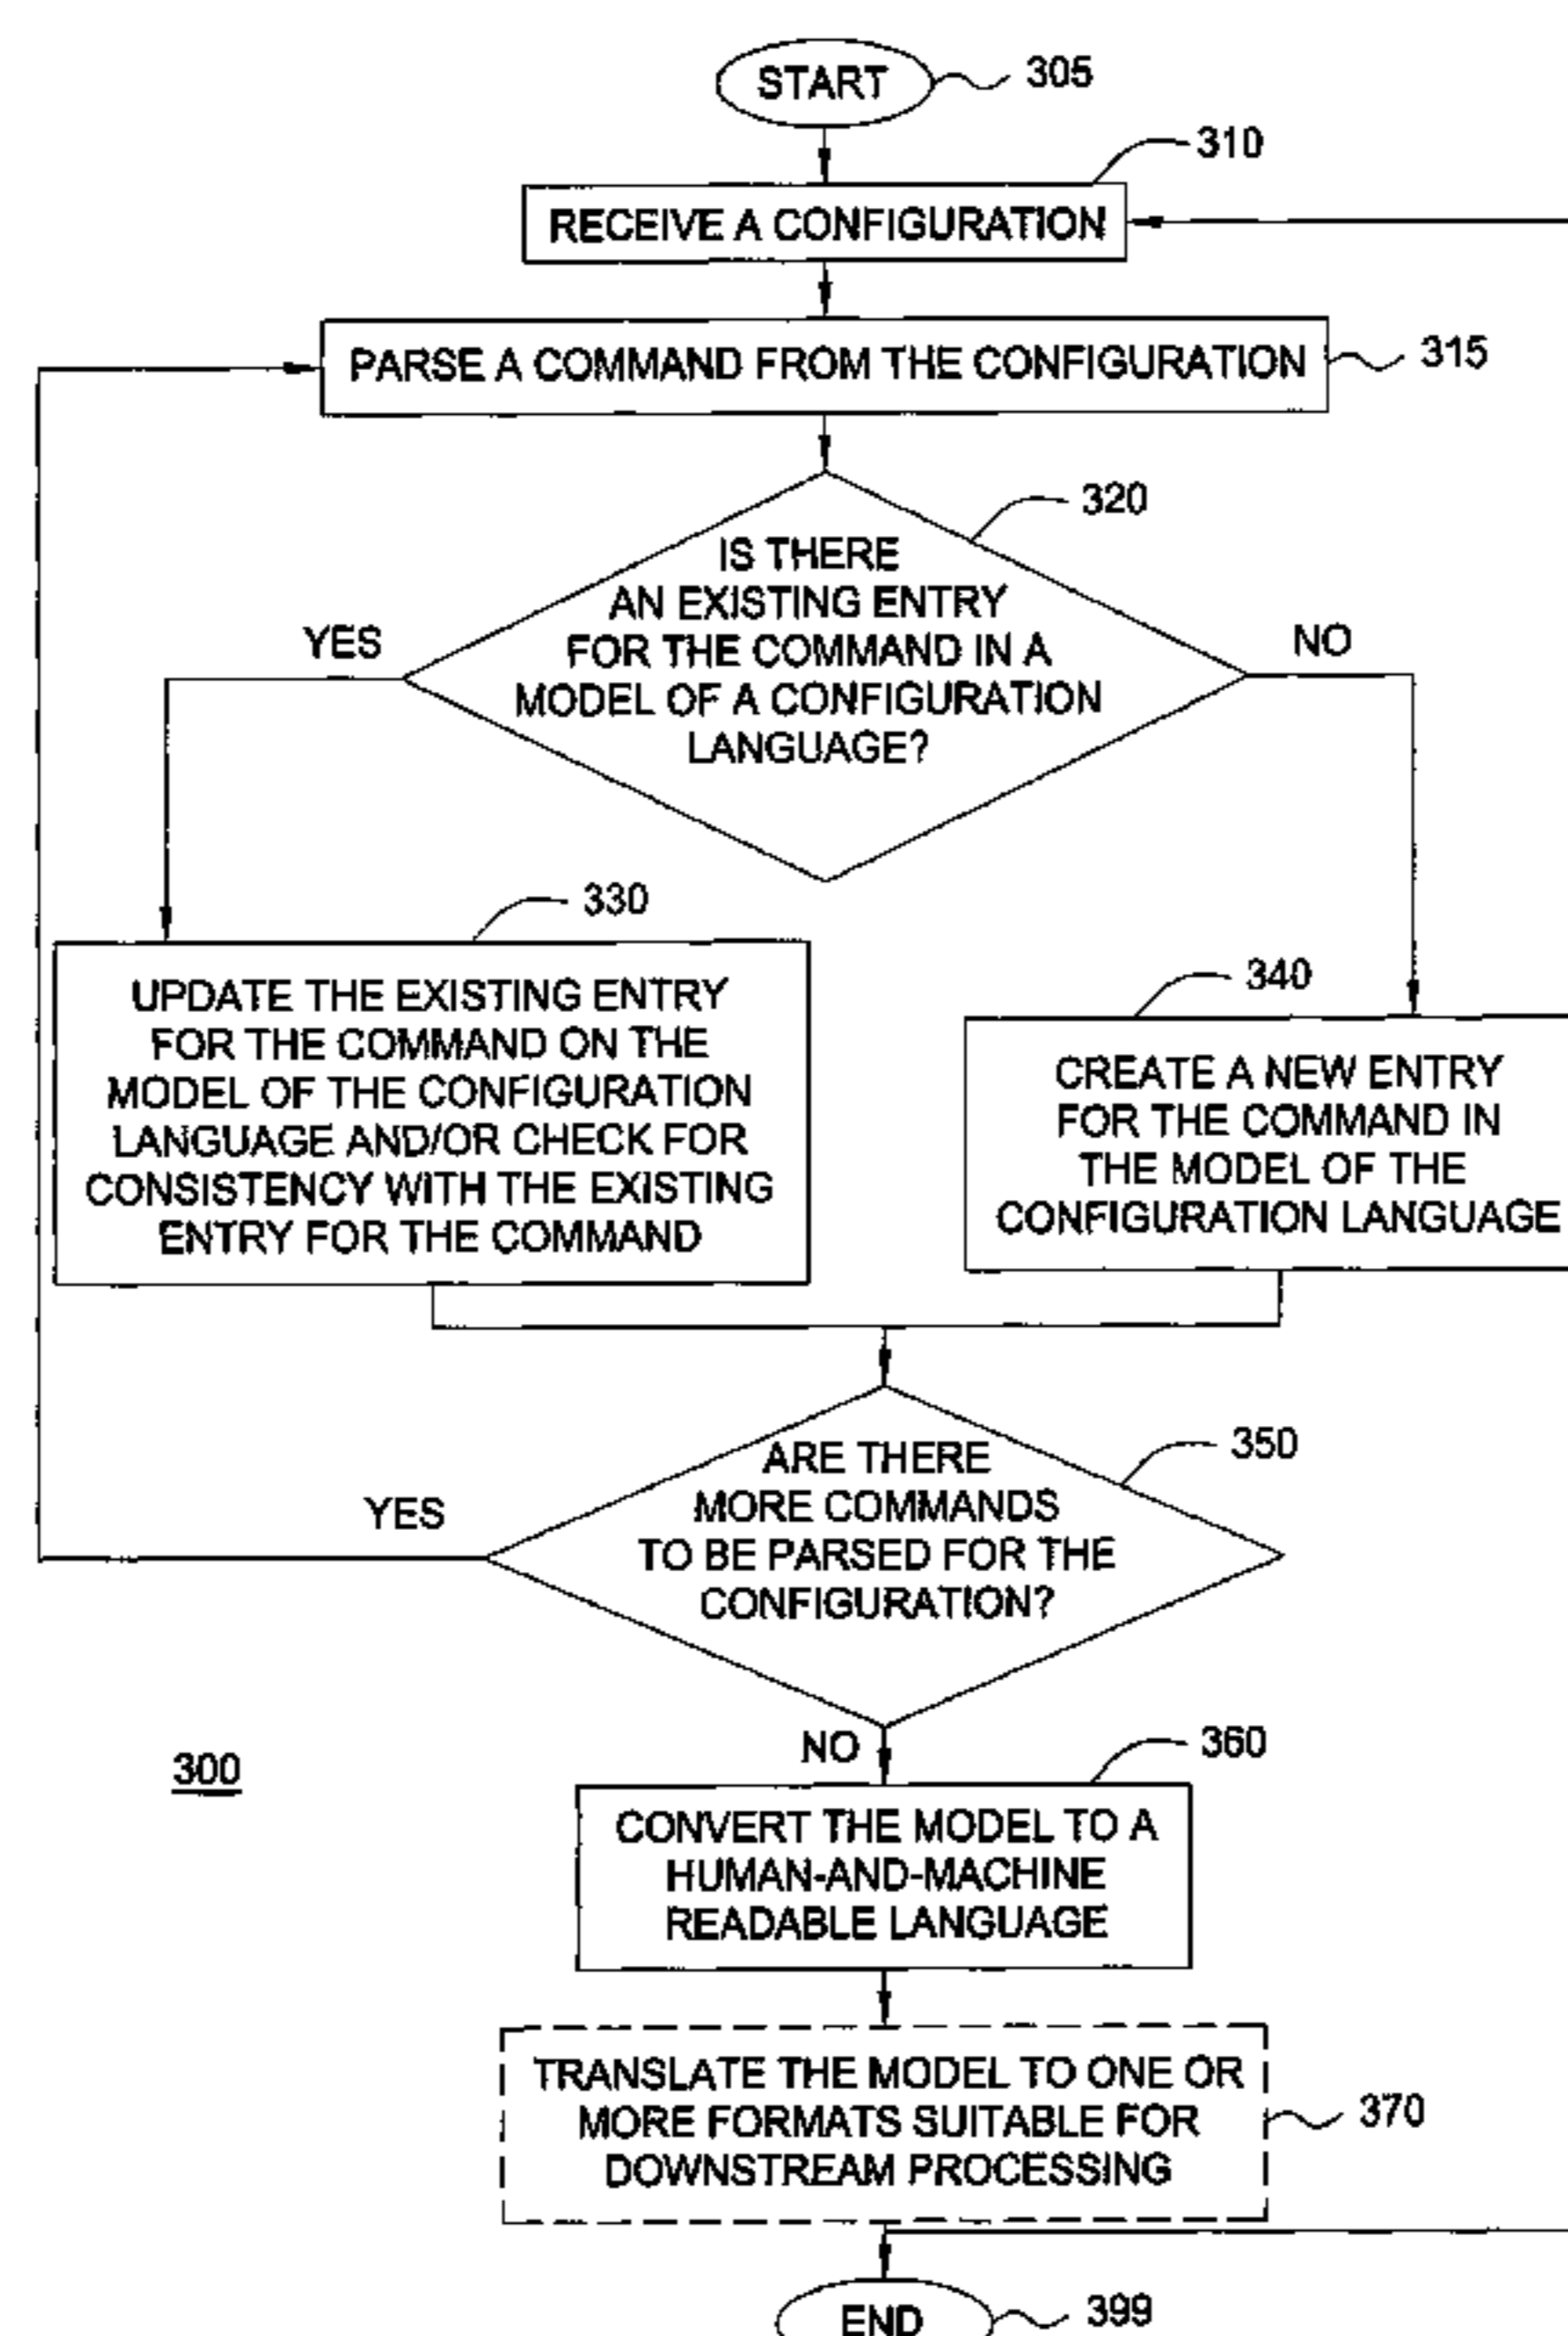 START
305
310
RECEIVE A CONFIGURATION
PARSE A COMMAND FROM THE CONFIGURATION
315
320
IS THERE
AN EXISTING ENTRY
FOR THE COMMAND IN A
MODEL OF A CONFIGURATION
LANGUAGE?
YES
NO
330
UPDATE THE EXISTING ENTRY
FOR THE COMMAND ON THE
MODEL OF THE CONFIGURATION
LANGUAGE AND/OR CHECK FOR
CONSISTENCY WITH THE EXISTING
ENTRY FOR THE COMMAND
340
CREATE A NEW ENTRY
FOR THE COMMAND IN
THE MODEL OF THE
CONFIGURATION LANGUAGE
350
ARE THERE
MORE COMMANDS
TO BE PARSED FOR THE
CONFIGURATION?
YES
NO
300
360
CONVERT THE MODEL TO A
HUMAN-AND-MACHINE
READABLE LANGUAGE
TRANSLATE THE MODEL TO ONE OR
MORE FORMATS SUITABLE FOR
DOWNSTREAM PROCESSING
370
END
399